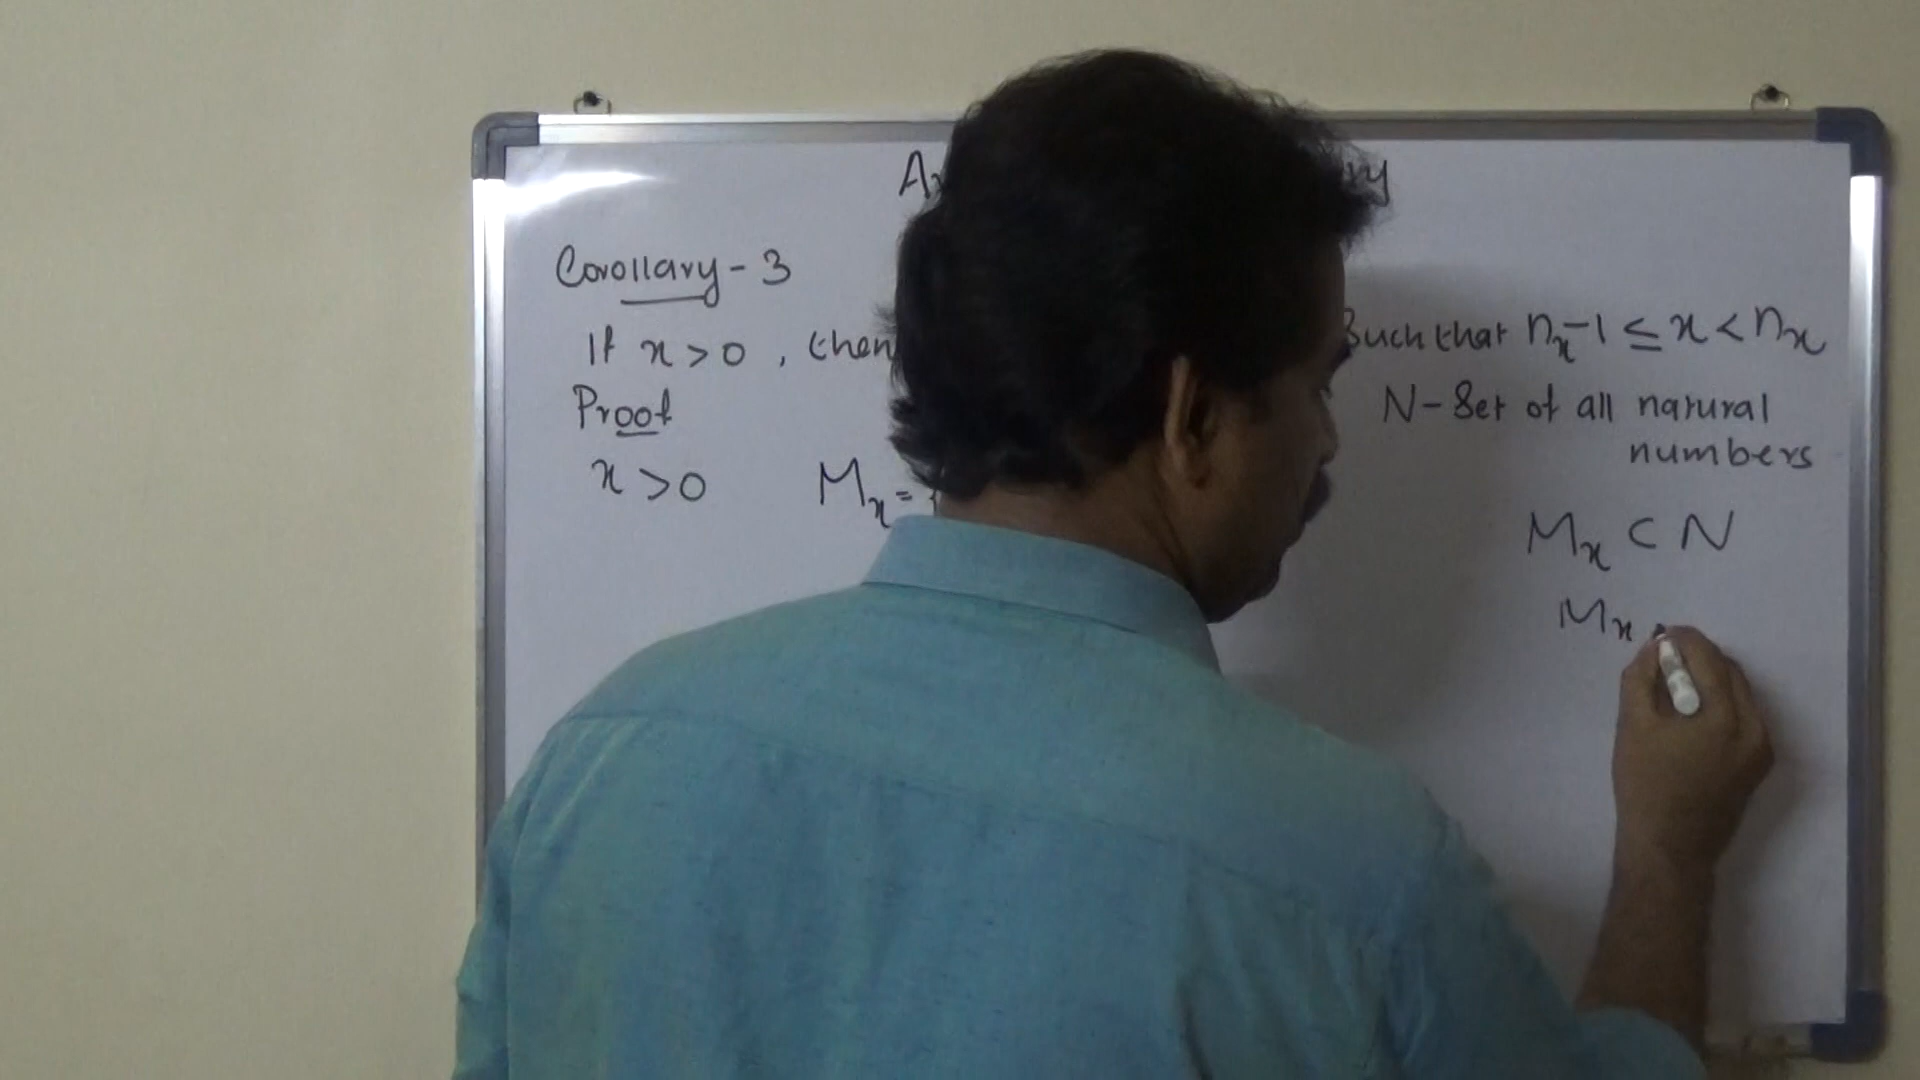 Corollary - 3
If x > 0 , then such that n_x - 1 ≤ x < n_x
Proof N - Set of all natural
numbers
x > 0 M_x = {
M_x ⊂ N
M_x